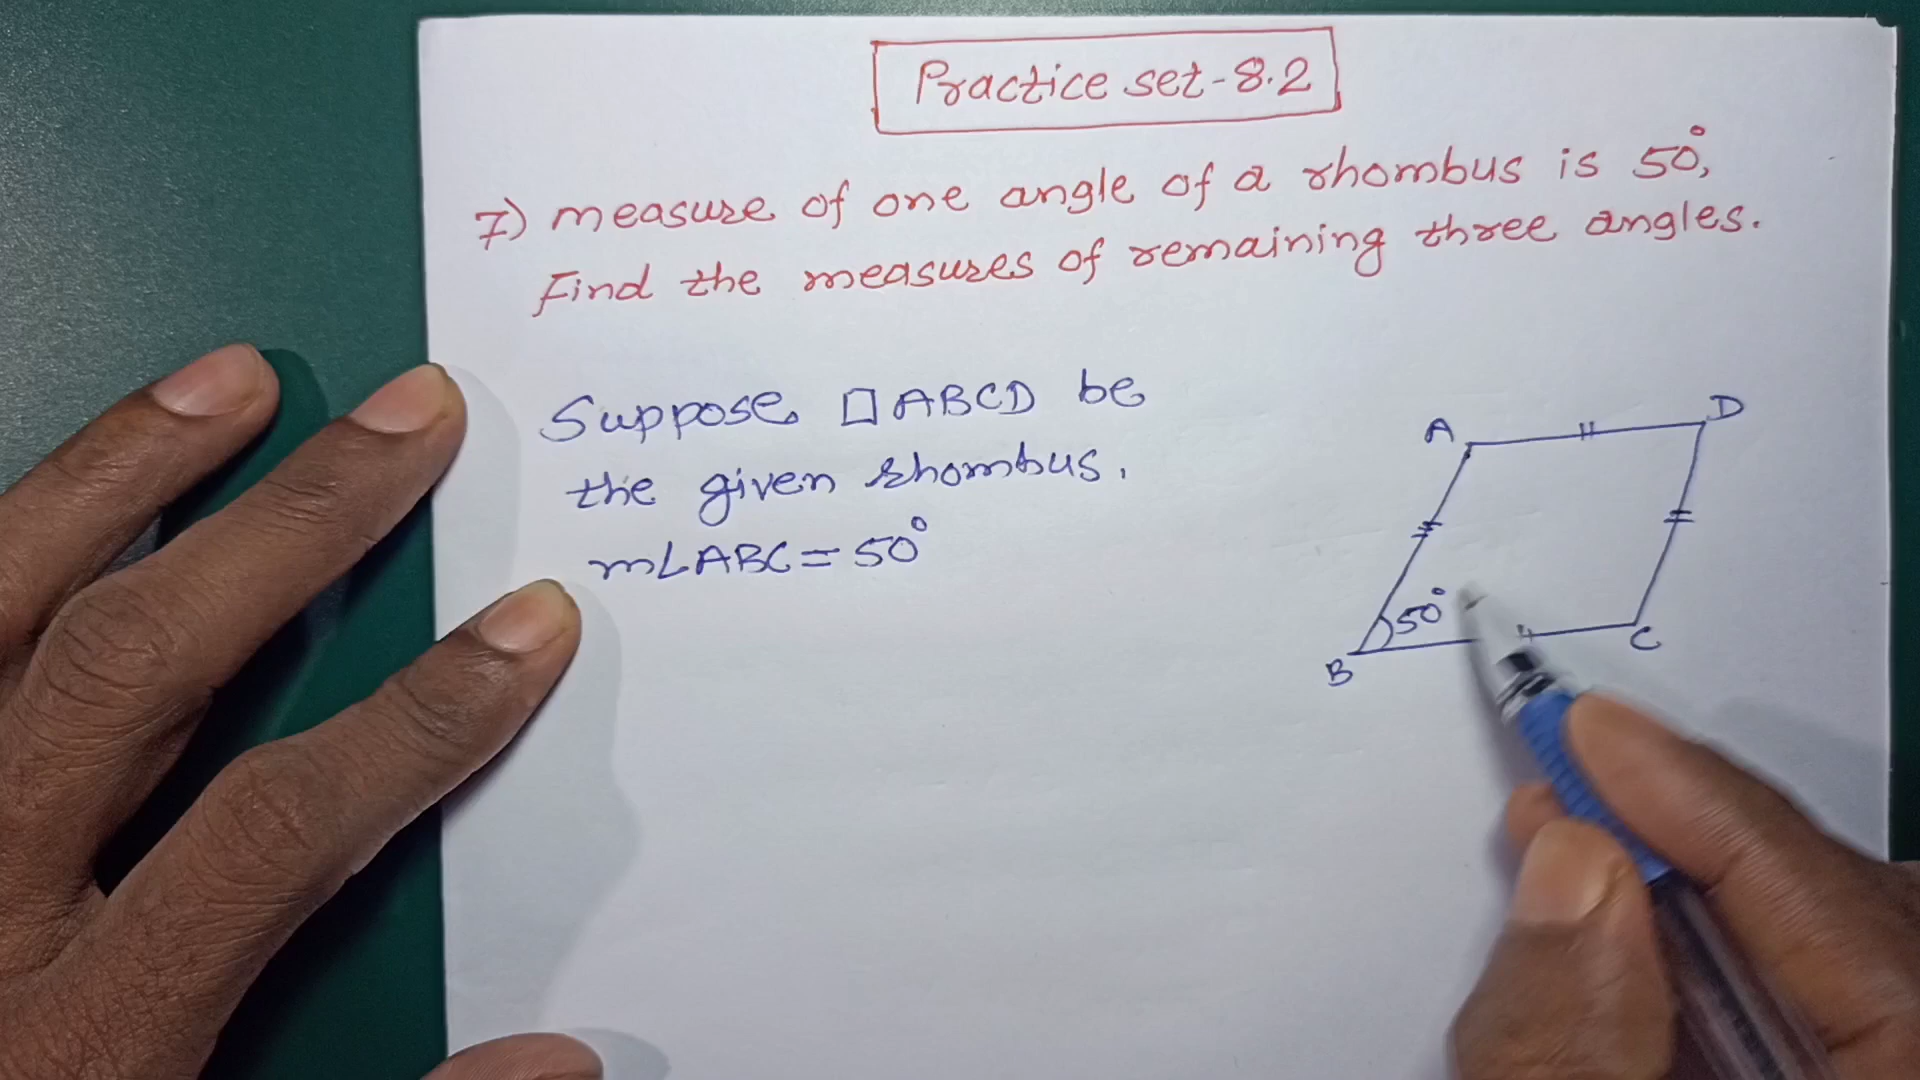 Practice set-8.2
7) measure of one angle of a rhombus is 50°,
Find the measures of remaining three angles.
Suppose □ABCD be
the given rhombus.
m∠ABC=50°
A
D
50°
B
C